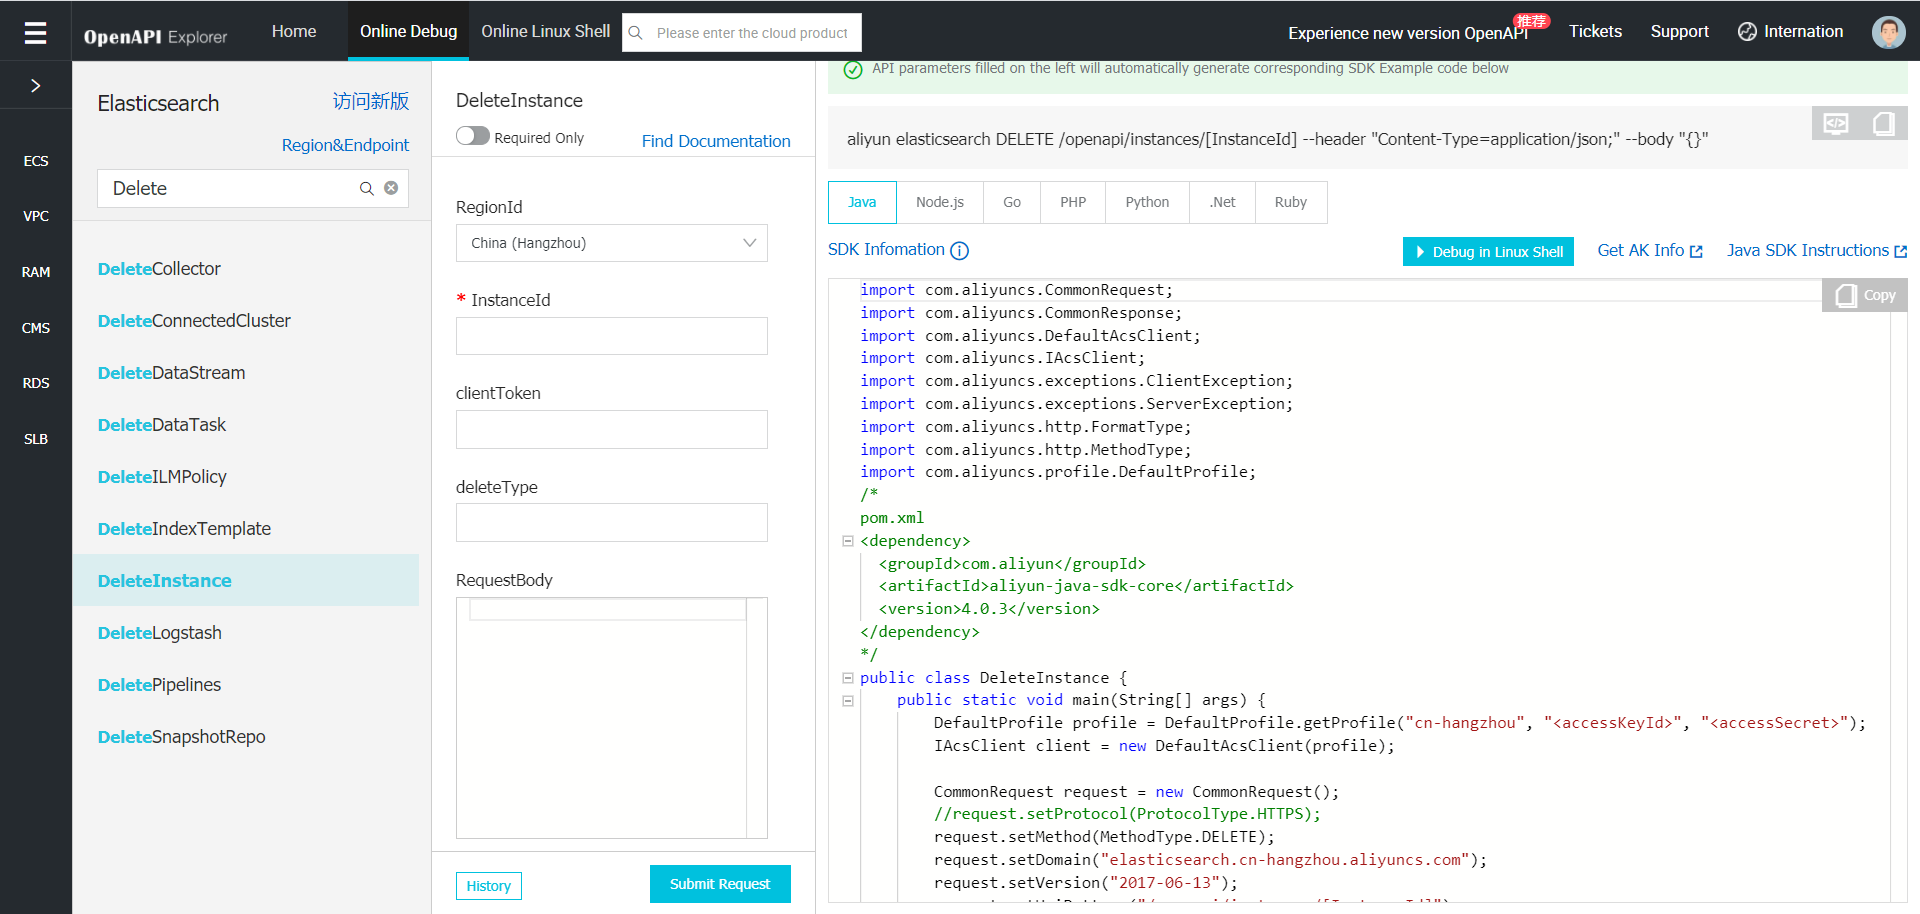 OpenAPI Explorer
Home
Online Debug
Online Linux Shell
Please enter the cloud product
Experience new version OpenAPI
推荐
Tickets
Support
Internation
ECS
VPC
RAM
CMS
RDS
SLB
Elasticsearch
访问新版
Region&Endpoint
Delete
DeleteCollector
DeleteConnectedCluster
DeleteDataStream
DeleteDataTask
DeleteILMPolicy
DeleteIndexTemplate
DeleteInstance
DeleteLogstash
DeletePipelines
DeleteSnapshotRepo
DeleteInstance
Required Only
Find Documentation
RegionId
China (Hangzhou)
* InstanceId
clientToken
deleteType
RequestBody
History
Submit Request
API parameters filled on the left will automatically generate corresponding SDK Example code below
aliyun elasticsearch DELETE /openapi/instances/[InstanceId] --header "Content-Type=application/json;" --body "{}"
Java
Node.js
Go
PHP
Python
.Net
Ruby
SDK Infomation
Debug in Linux Shell
Get AK Info
Java SDK Instructions
Copy
import com.aliyuncs.CommonRequest;
import com.aliyuncs.CommonResponse;
import com.aliyuncs.DefaultAcsClient;
import com.aliyuncs.IAcsClient;
import com.aliyuncs.exceptions.ClientException;
import com.aliyuncs.exceptions.ServerException;
import com.aliyuncs.http.FormatType;
import com.aliyuncs.http.MethodType;
import com.aliyuncs.profile.DefaultProfile;
/*
pom.xml
<dependency>
<groupId>com.aliyun</groupId>
<artifactId>aliyun-java-sdk-core</artifactId>
<version>4.0.3</version>
</dependency>
*/
public class DeleteInstance {
public static void main(String[] args) {
DefaultProfile profile = DefaultProfile.getProfile("cn-hangzhou", "<accessKeyId>", "<accessSecret>");
IAcsClient client = new DefaultAcsClient(profile);
CommonRequest request = new CommonRequest();
//request.setProtocol(ProtocolType.HTTPS);
request.setMethod(MethodType.DELETE);
request.setDomain("elasticsearch.cn-hangzhou.aliyuncs.com");
request.setVersion("2017-06-13");